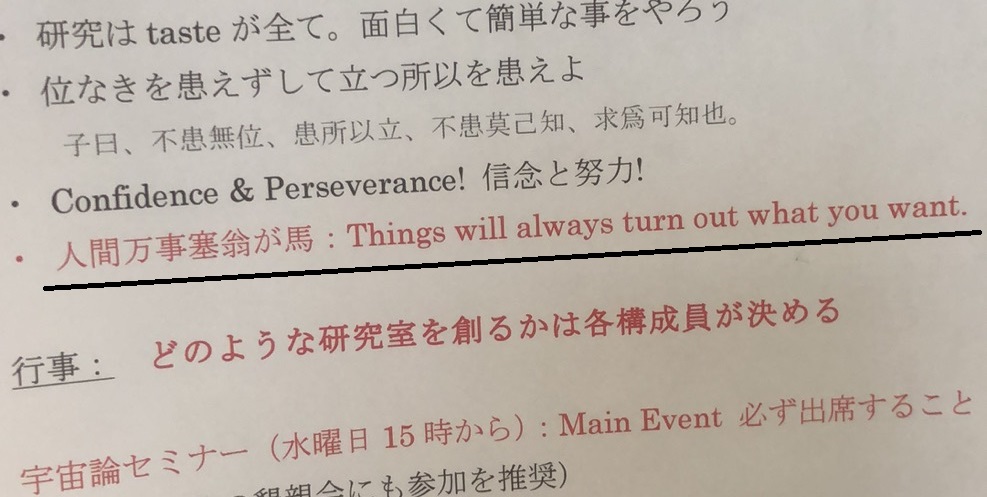 ・ 研究は taste が全て。面白くて簡単な事をやろう
・ 位なきを患えずして立つ所以を患えよ
子曰、不患無位、患所以立、不患莫己知、求爲可知也。
・ Confidence & Perseverance! 信念と努力!
・ 人間万事塞翁が馬：Things will always turn out what you want.
どのような研究室を創るかは各構成員が決める
行事：
宇宙論セミナー（水曜日 15 時から）: Main Event 必ず出席すること
の懇親会にも参加を推奨）